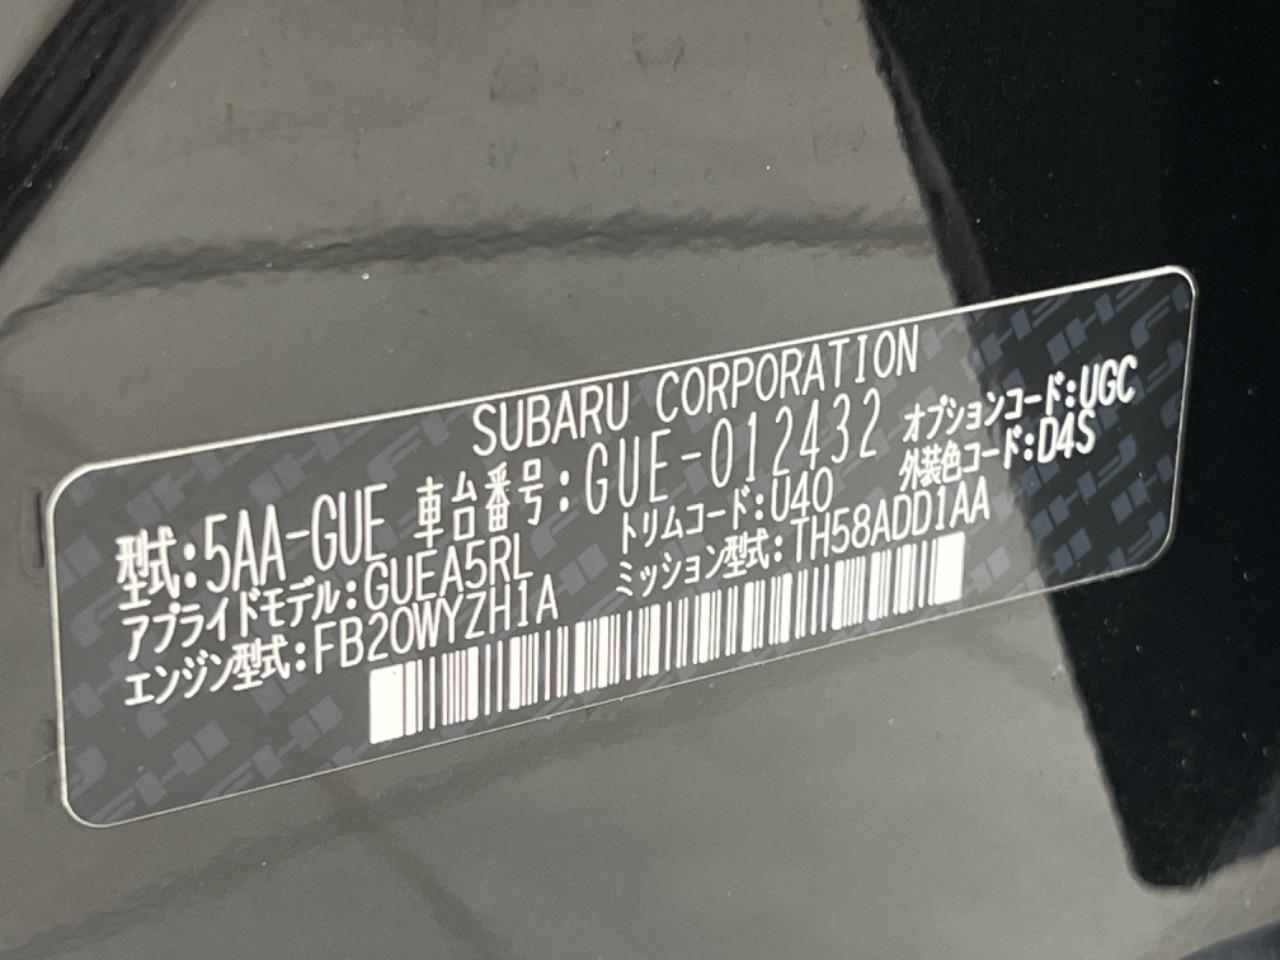 SUBARU CORPORATION
型式:5AA-GUE 車台番号:GUE-012432 オプションコード:UGC
アプライドモデル:GUEA5RL トリムコード:U40 外装色コード:D4S
エンジン型式:FB20WYZH1A ミッション型式:TH58ADD1AA